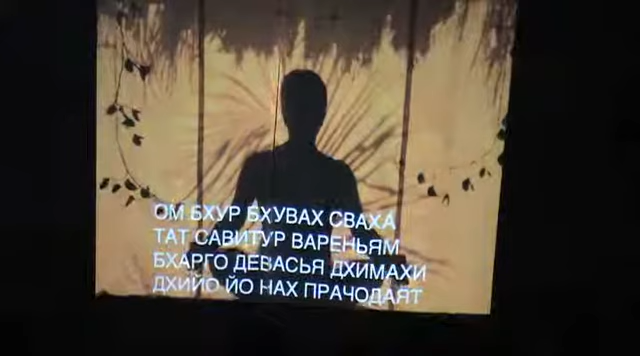 ОМ БХУР БХУВАХ СВАХА
ТАТ САВИТУР ВАРЕНЬЯМ
БХАРГО ДЕВАСЬЯ ДХИМАХИ
ДХИЙО ЙО НАХ ПРАЧОДАЯТ